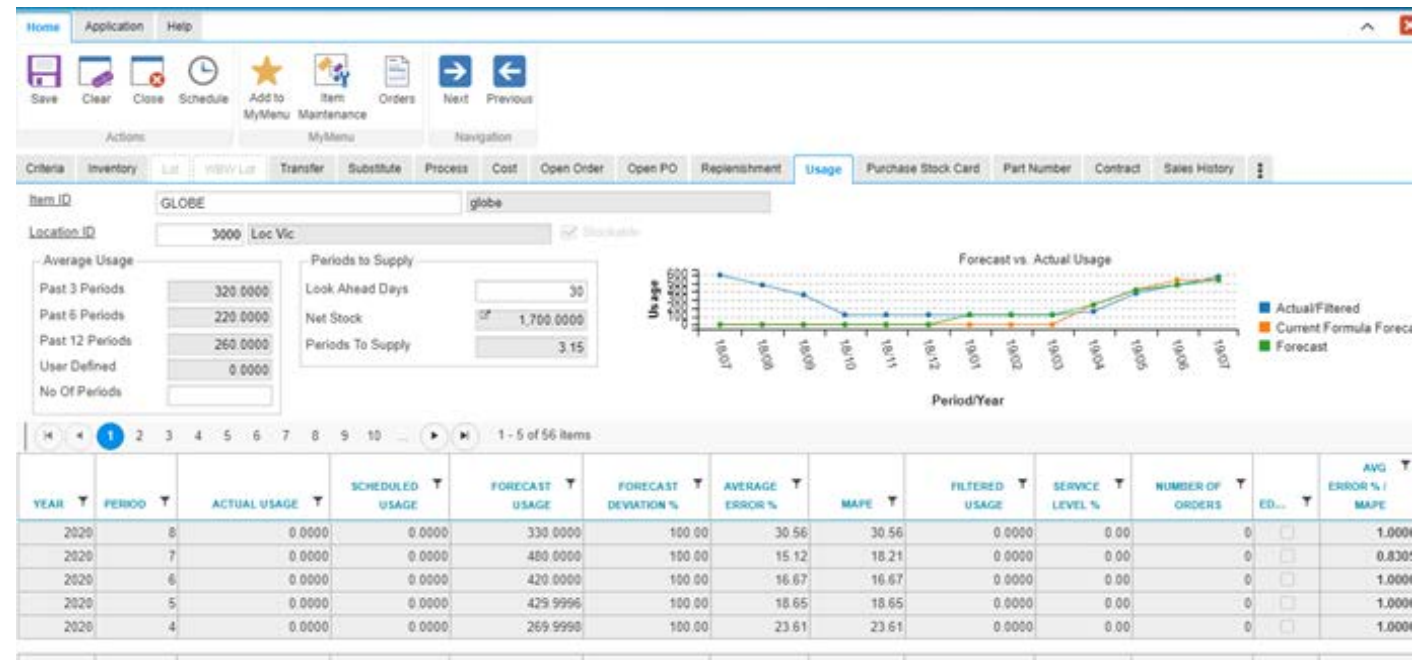 Home Application Help
Save Clear Close Schedule Add to MyMenu Item Maintenance Orders Next Previous
Actions MyMenu Navigation
Criteria Inventory Lot WBW Lot Transfer Substitute Process Cost Open Order Open PO Replenishment Usage Purchase Stock Card Part Number Contract Sales History
Item ID GLOBE globe
Location ID 3000 Loc Vic Stockable
Average Usage Periods to Supply Forecast vs. Actual Usage
Past 3 Periods 320.0000 Look Ahead Days 30
Past 6 Periods 220.0000 Net Stock 1,700.0000
Past 12 Periods 260.0000 Periods To Supply 3.15
User Defined 0.0000
No Of Periods
Usage
Actual/Filtered
Current Formula Foreca
Forecast
18/07 18/08 18/09 18/10 18/11 18/12 19/01 19/02 19/03 19/04 19/05 19/06 19/07
Period/Year
1 2 3 4 5 6 7 8 9 10 ... 1 - 5 of 56 items
YEAR PERIOD ACTUAL USAGE SCHEDULED USAGE FORECAST USAGE FORECAST DEVIATION % AVERAGE ERROR % MAPE FILTERED USAGE SERVICE LEVEL % NUMBER OF ORDERS ED... AVG ERROR % / MAPE
2020 8 0.0000 0.0000 330.0000 100.00 30.56 30.56 0.0000 0.00 0 1.0000
2020 7 0.0000 0.0000 480.0000 100.00 15.12 18.21 0.0000 0.00 0 0.8305
2020 6 0.0000 0.0000 420.0000 100.00 16.67 16.67 0.0000 0.00 0 1.0000
2020 5 0.0000 0.0000 429.9996 100.00 18.65 18.65 0.0000 0.00 0 1.0000
2020 4 0.0000 0.0000 269.9998 100.00 23.61 23.61 0.0000 0.00 0 1.0000